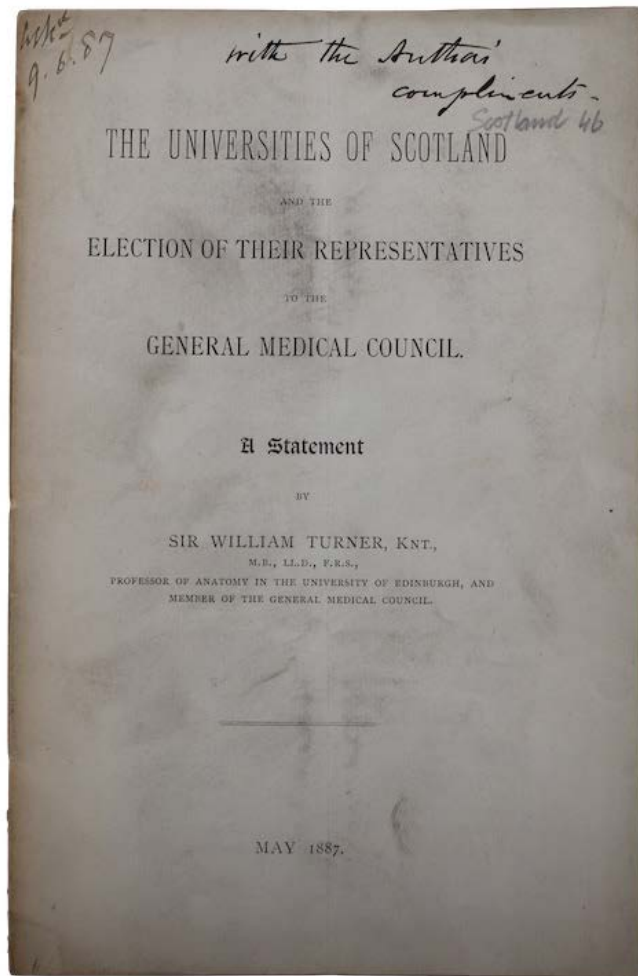 9.6.87
with the Author's
compliments-
Scotland 46
THE UNIVERSITIES OF SCOTLAND
AND THE
ELECTION OF THEIR REPRESENTATIVES
TO THE
GENERAL MEDICAL COUNCIL.
A Statement
BY
SIR WILLIAM TURNER, KNT.,
M.B., LL.D., F.R.S.,
PROFESSOR OF ANATOMY IN THE UNIVERSITY OF EDINBURGH, AND
MEMBER OF THE GENERAL MEDICAL COUNCIL.
MAY 1887.